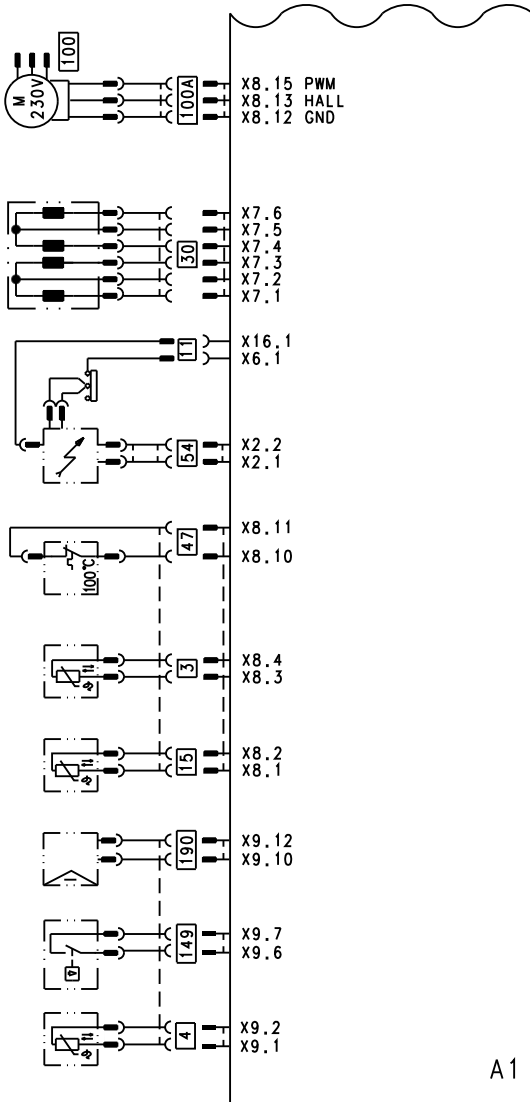 100
M
230V
100A
X8.15 PWM
X8.13 HALL
X8.12 GND
30
X7.6
X7.5
X7.4
X7.3
X7.2
X7.1
11
X16.1
X6.1
54
X2.2
X2.1
47
X8.11
X8.10
100°C
3
X8.4
X8.3
15
X8.2
X8.1
190
X9.12
X9.10
149
X9.7
X9.6
4
X9.2
X9.1
A1